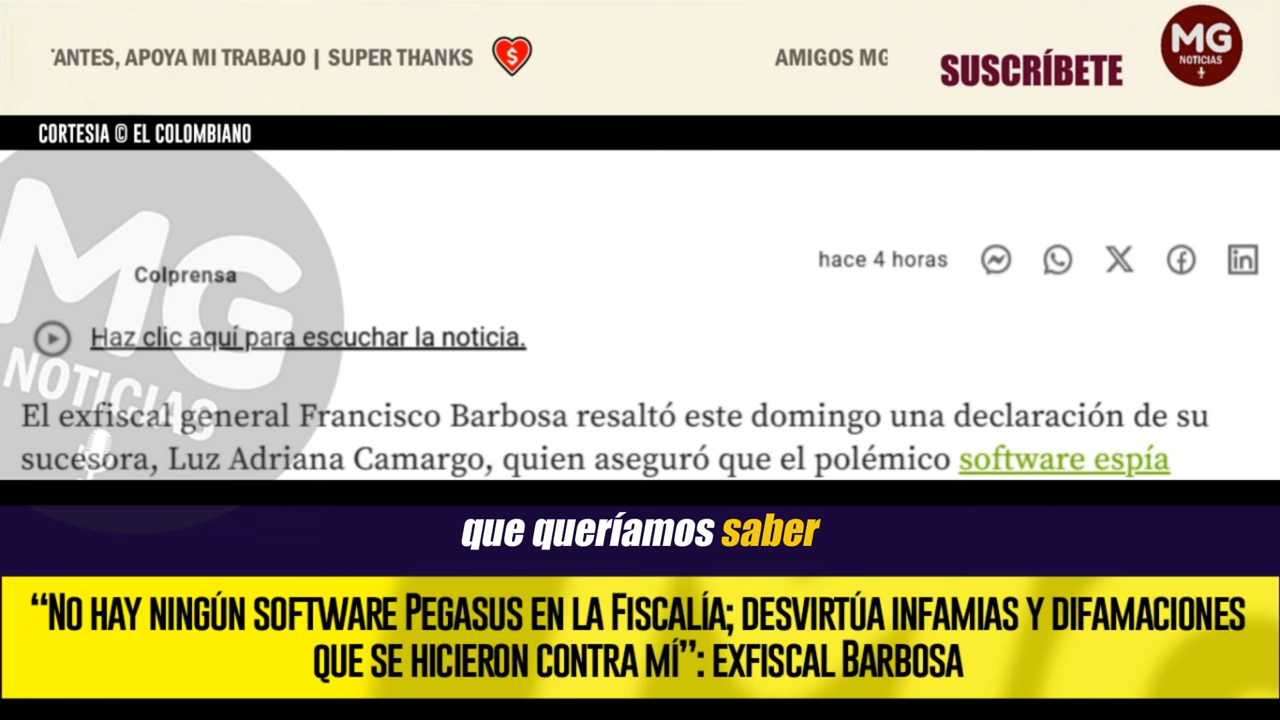 TANTES, APOYA MI TRABAJO | SUPER THANKS
AMIGOS MG
SUSCRÍBETE
MG
NOTICIAS
CORTESIA © EL COLOMBIANO
MG
NOTICIAS
Colprensa
hace 4 horas
Haz clic aquí para escuchar la noticia.
El exfiscal general Francisco Barbosa resaltó este domingo una declaración de su
sucesora, Luz Adriana Camargo, quien aseguró que el polémico software espía
que queríamos saber
“No hay ningún software Pegasus en la Fiscalía; desvirtúa infamias y difamaciones
que se hicieron contra mí”: exfiscal Barbosa